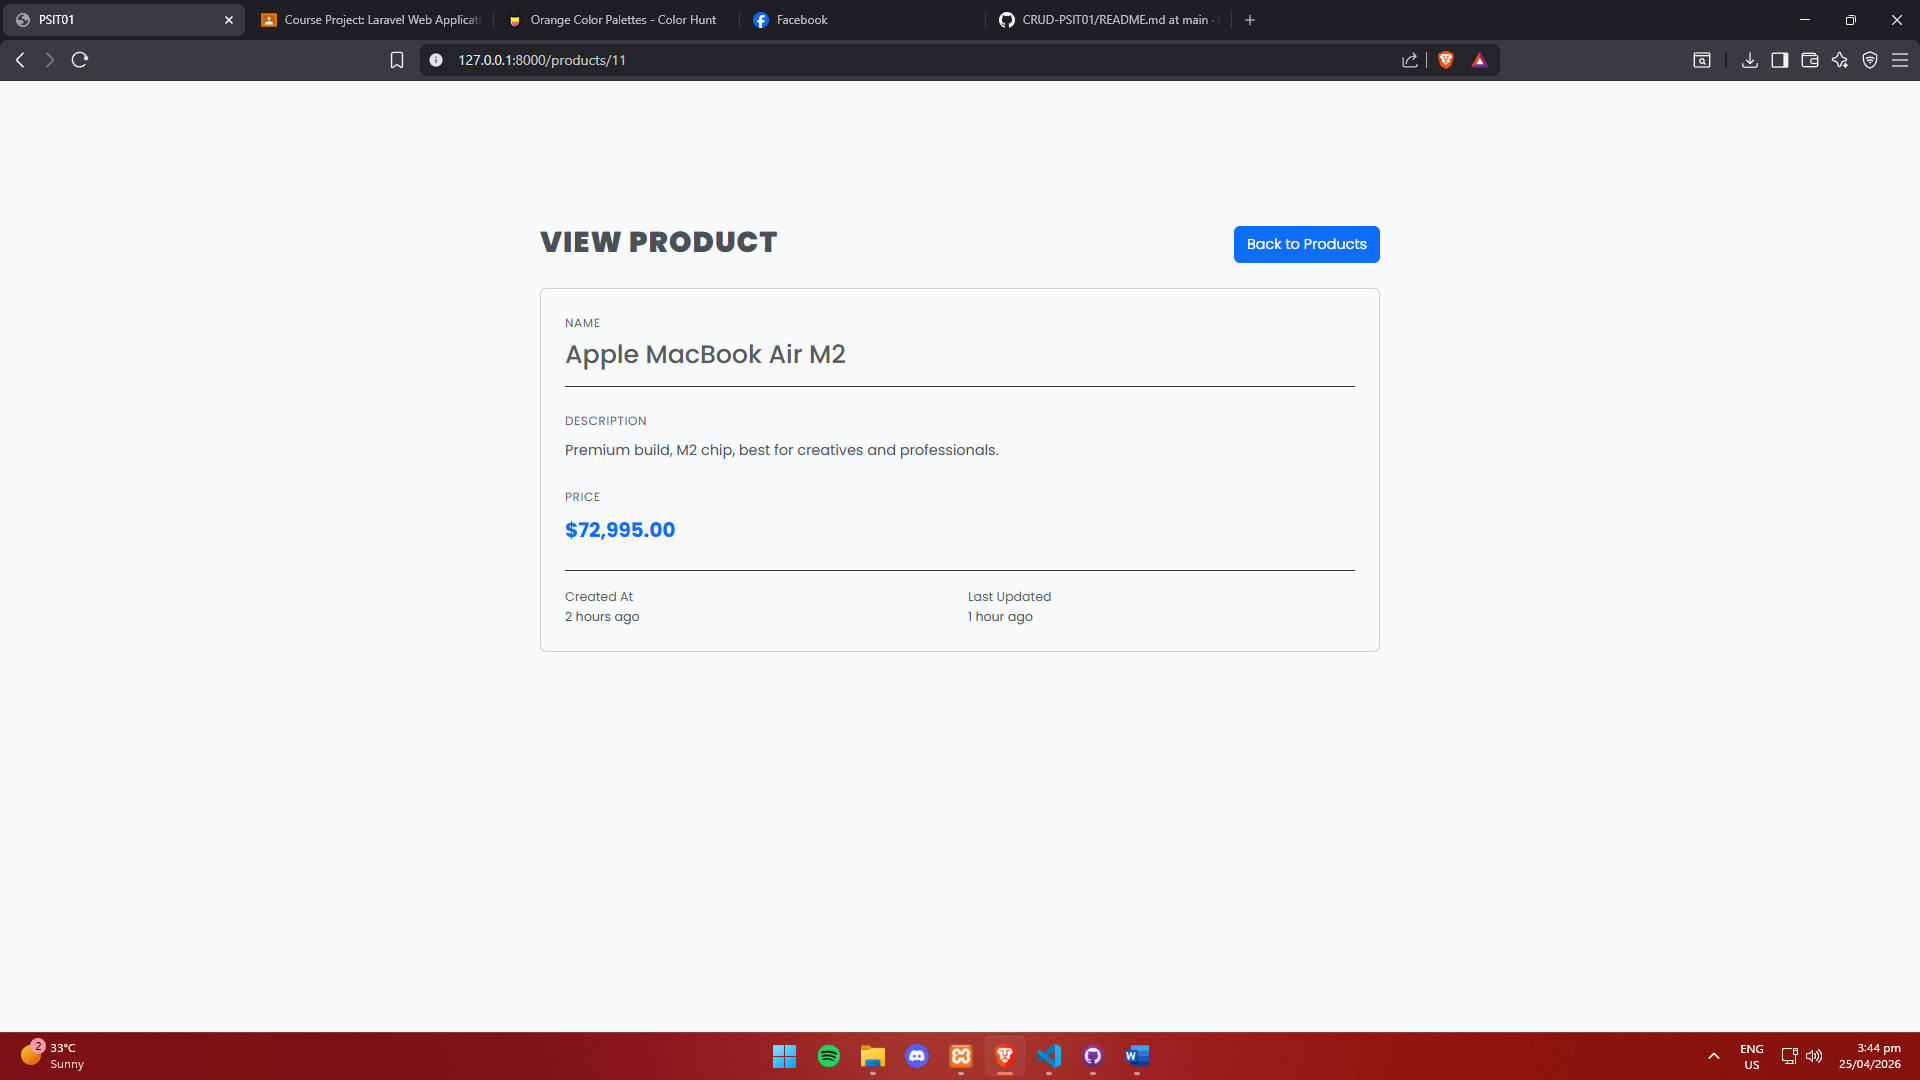 PSIT01
Course Project: Laravel Web Applicati
Orange Color Palettes - Color Hunt
Facebook
CRUD-PSIT01/README.md at main ·
127.0.0.1:8000/products/11
VIEW PRODUCT
Back to Products
NAME
Apple MacBook Air M2
DESCRIPTION
Premium build, M2 chip, best for creatives and professionals.
PRICE
$72,995.00
Created At
Last Updated
2 hours ago
1 hour ago
2
33°C
Sunny
ENG
US
3:44 pm
25/04/2026